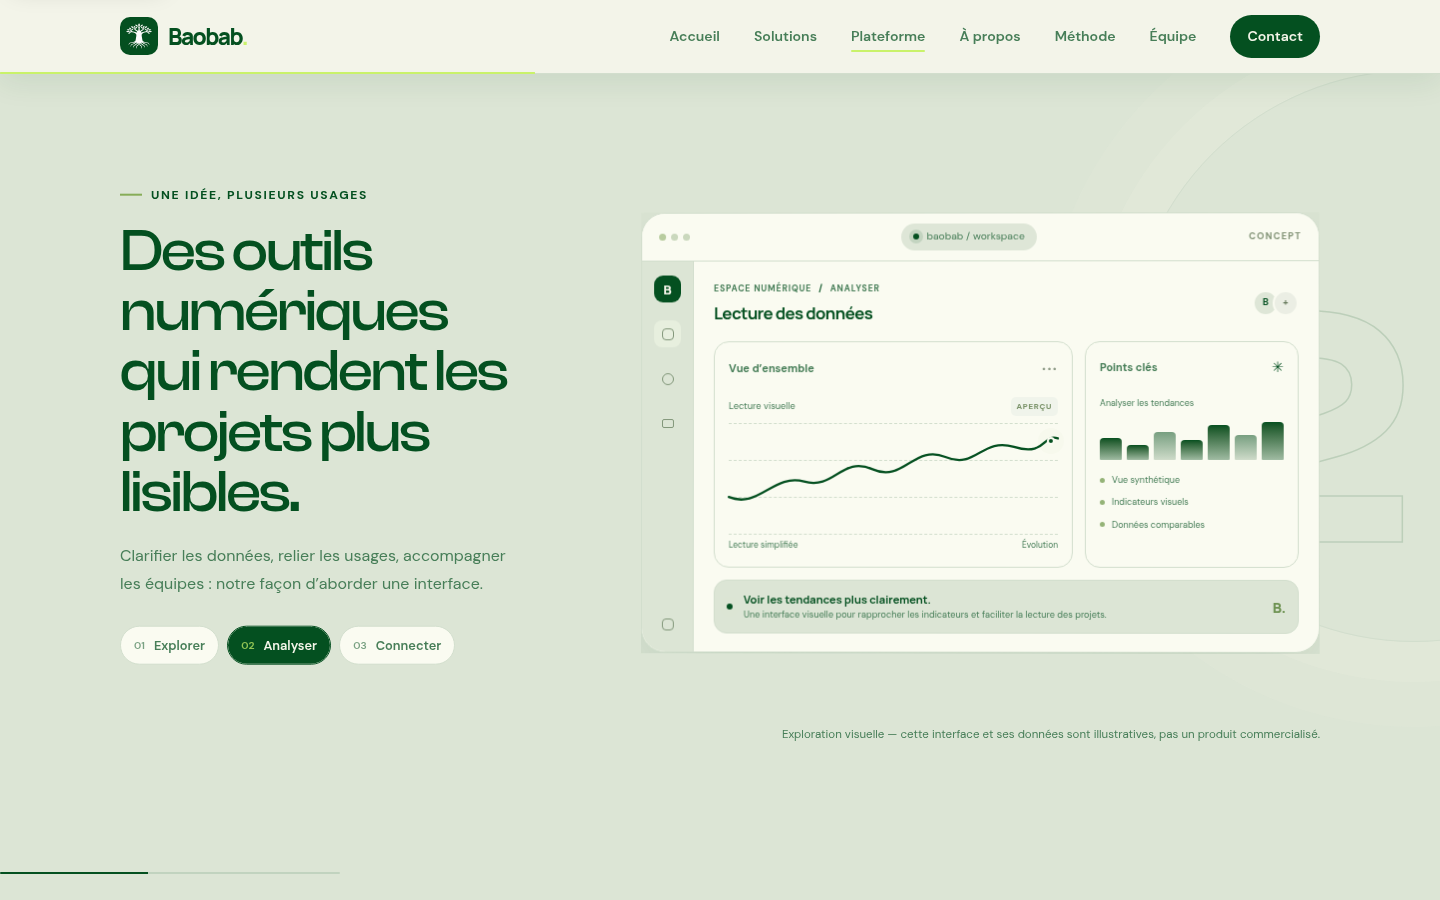 Baobab.
Accueil
Solutions
Plateforme
À propos
Méthode
Équipe
Contact
UNE IDÉE, PLUSIEURS USAGES
Des outils
numériques
qui rendent les
projets plus
lisibles.
Clarifier les données, relier les usages, accompagner
les équipes : notre façon d’aborder une interface.
01 Explorer
02 Analyser
03 Connecter
baobab / workspace
CONCEPT
B
ESPACE NUMÉRIQUE / ANALYSER
Lecture des données
B
+
Vue d’ensemble
Lecture visuelle
APERÇU
Lecture simplifiée
Évolution
Points clés
Analyser les tendances
Vue synthétique
Indicateurs visuels
Données comparables
Voir les tendances plus clairement.
Une interface visuelle pour rapprocher les indicateurs et faciliter la lecture des projets.
B.
2
Exploration visuelle — cette interface et ses données sont illustratives, pas un produit commercialisé.